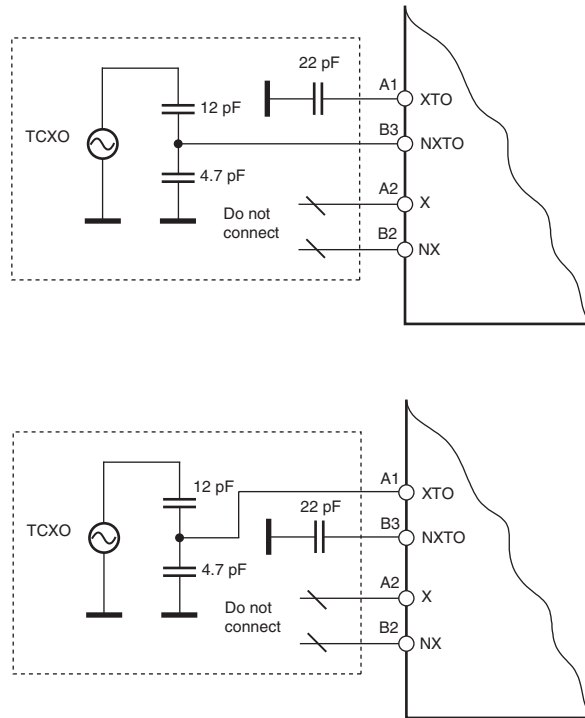 22 pF
A1
XTO
12 pF
B3
NXTO
TCXO
4.7 pF
A2
X
Do not
connect
B2
NX
A1
XTO
12 pF
22 pF
B3
NXTO
TCXO
4.7 pF
A2
X
Do not
connect
B2
NX